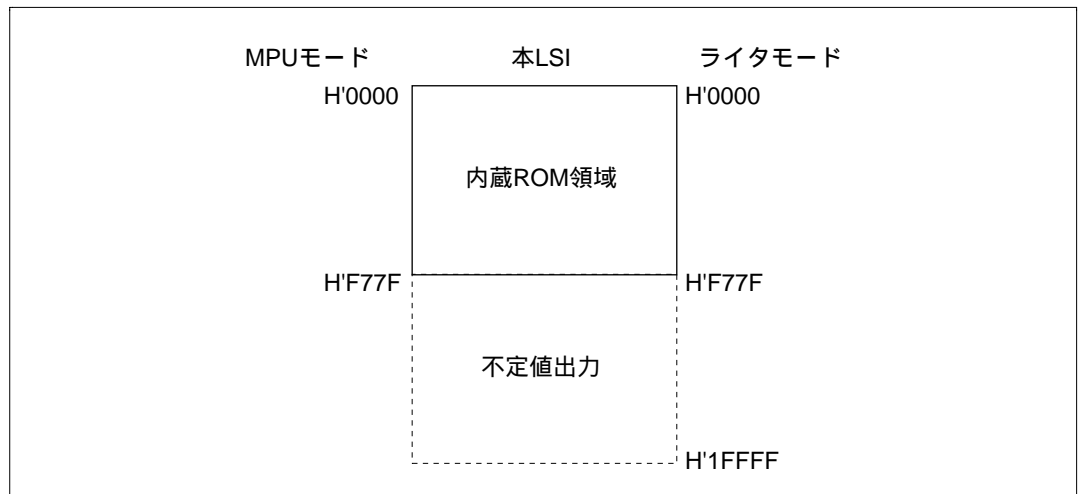 MPUモード 本LSI ライタモード
H'0000 H'0000
内蔵ROM領域
H'F77F H'F77F
不定値出力
H'1FFFF